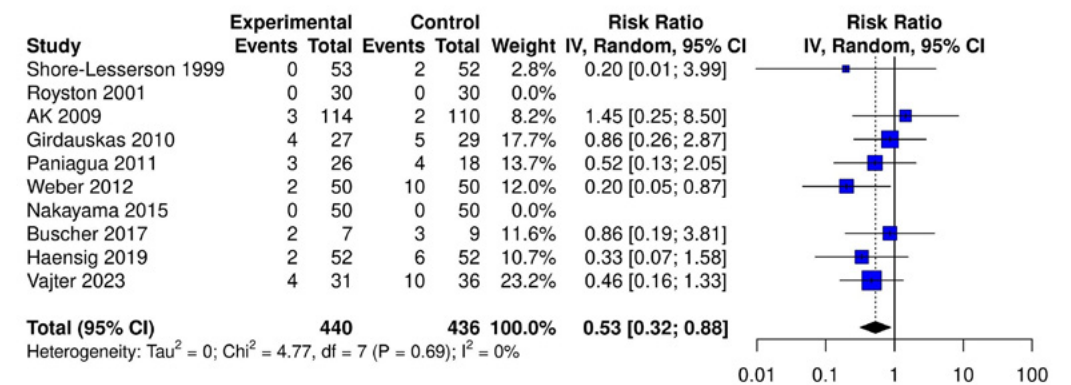 Experimental Control Risk Ratio Risk Ratio
Study Events Total Events Total Weight IV, Random, 95% CI IV, Random, 95% CI
Shore-Lesserson 1999 0 53 2 52 2.8% 0.20 [0.01; 3.99]
Royston 2001 0 30 0 30 0.0%
AK 2009 3 114 2 110 8.2% 1.45 [0.25; 8.50]
Girdauskas 2010 4 27 5 29 17.7% 0.86 [0.26; 2.87]
Paniagua 2011 3 26 4 18 13.7% 0.52 [0.13; 2.05]
Weber 2012 2 50 10 50 12.0% 0.20 [0.05; 0.87]
Nakayama 2015 0 50 0 50 0.0%
Buscher 2017 2 7 3 9 11.6% 0.86 [0.19; 3.81]
Haensig 2019 2 52 6 52 10.7% 0.33 [0.07; 1.58]
Vajter 2023 4 31 10 36 23.2% 0.46 [0.16; 1.33]
Total (95% CI) 440 436 100.0% 0.53 [0.32; 0.88]
Heterogeneity: Tau² = 0; Chi² = 4.77, df = 7 (P = 0.69); I² = 0%
0.01 0.1 1 10 100